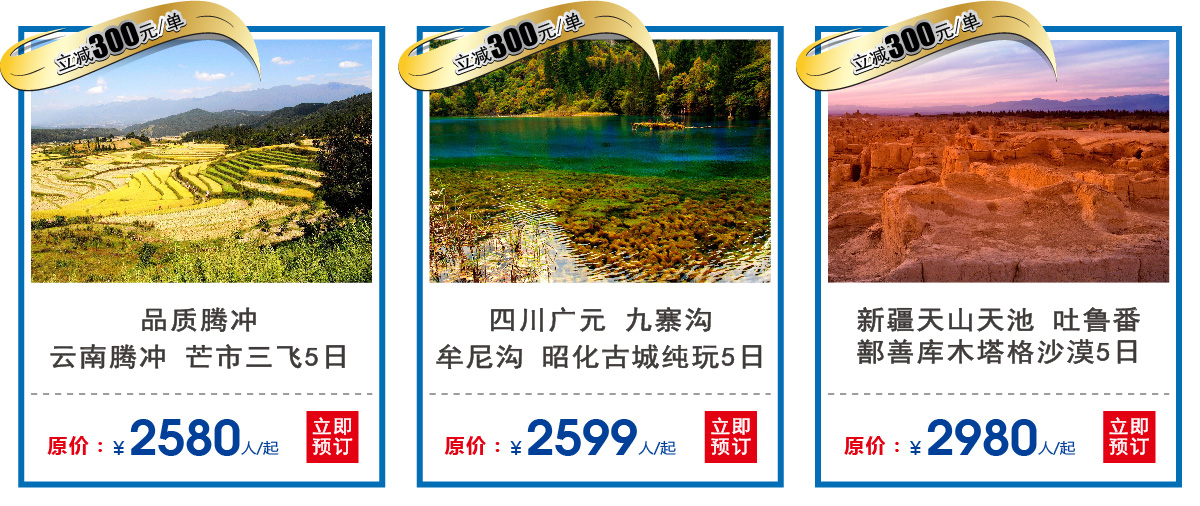 立减300元/单
品质腾冲
云南腾冲 芒市三飞5日
原价：¥2580人/起
立即
预订
立减300元/单
四川广元 九寨沟
牟尼沟 昭化古城纯玩5日
原价：¥2599人/起
立即
预订
立减300元/单
新疆天山天池 吐鲁番
鄯善库木塔格沙漠5日
原价：¥2980人/起
立即
预订